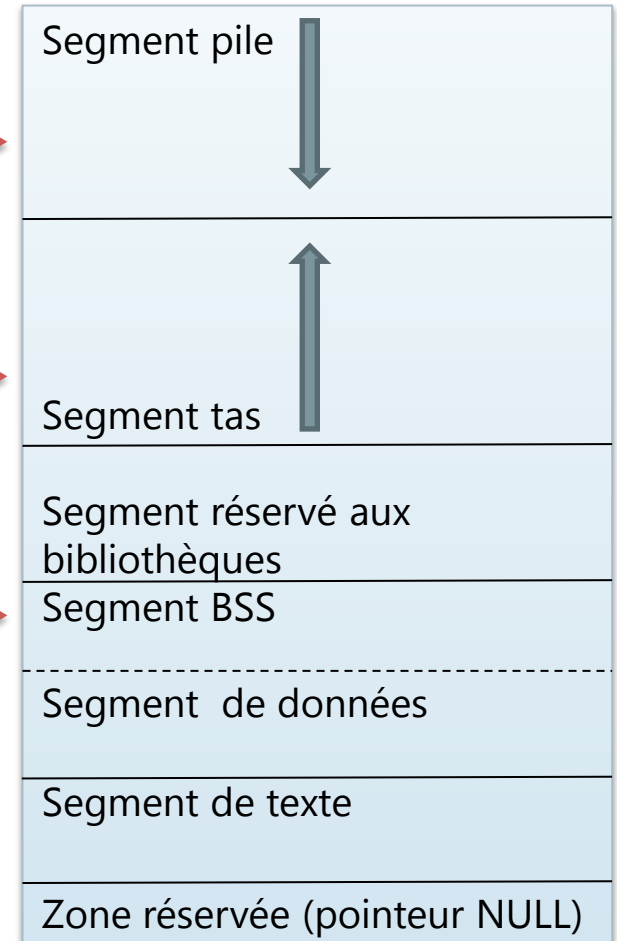 Segment pile
Segment tas
Segment réservé aux
bibliothèques
Segment BSS
Segment de données
Segment de texte
Zone réservée (pointeur NULL)